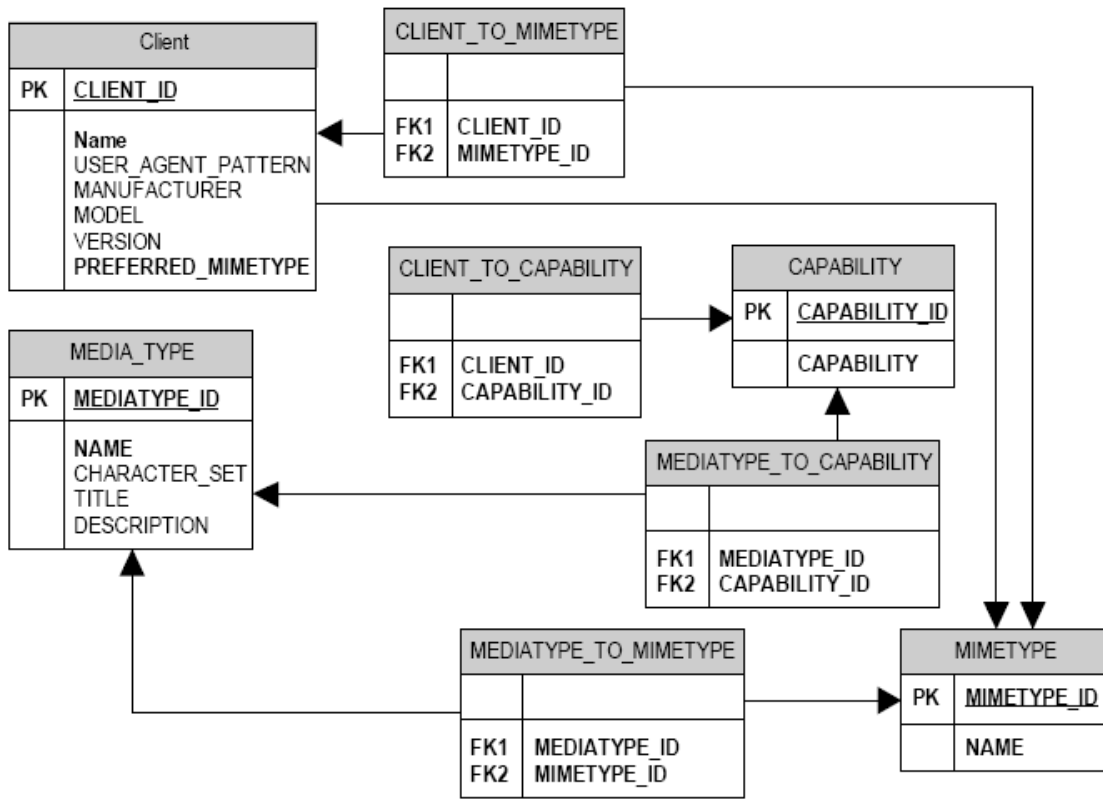 Client
PK CLIENT_ID
Name
USER_AGENT_PATTERN
MANUFACTURER
MODEL
VERSION
PREFERRED_MIMETYPE
CLIENT_TO_MIMETYPE
FK1 CLIENT_ID
FK2 MIMETYPE_ID
CLIENT_TO_CAPABILITY
FK1 CLIENT_ID
FK2 CAPABILITY_ID
CAPABILITY
PK CAPABILITY_ID
CAPABILITY
MEDIA_TYPE
PK MEDIATYPE_ID
NAME
CHARACTER_SET
TITLE
DESCRIPTION
MEDIATYPE_TO_CAPABILITY
FK1 MEDIATYPE_ID
FK2 CAPABILITY_ID
MEDIATYPE_TO_MIMETYPE
FK1 MEDIATYPE_ID
FK2 MIMETYPE_ID
MIMETYPE
PK MIMETYPE_ID
NAME